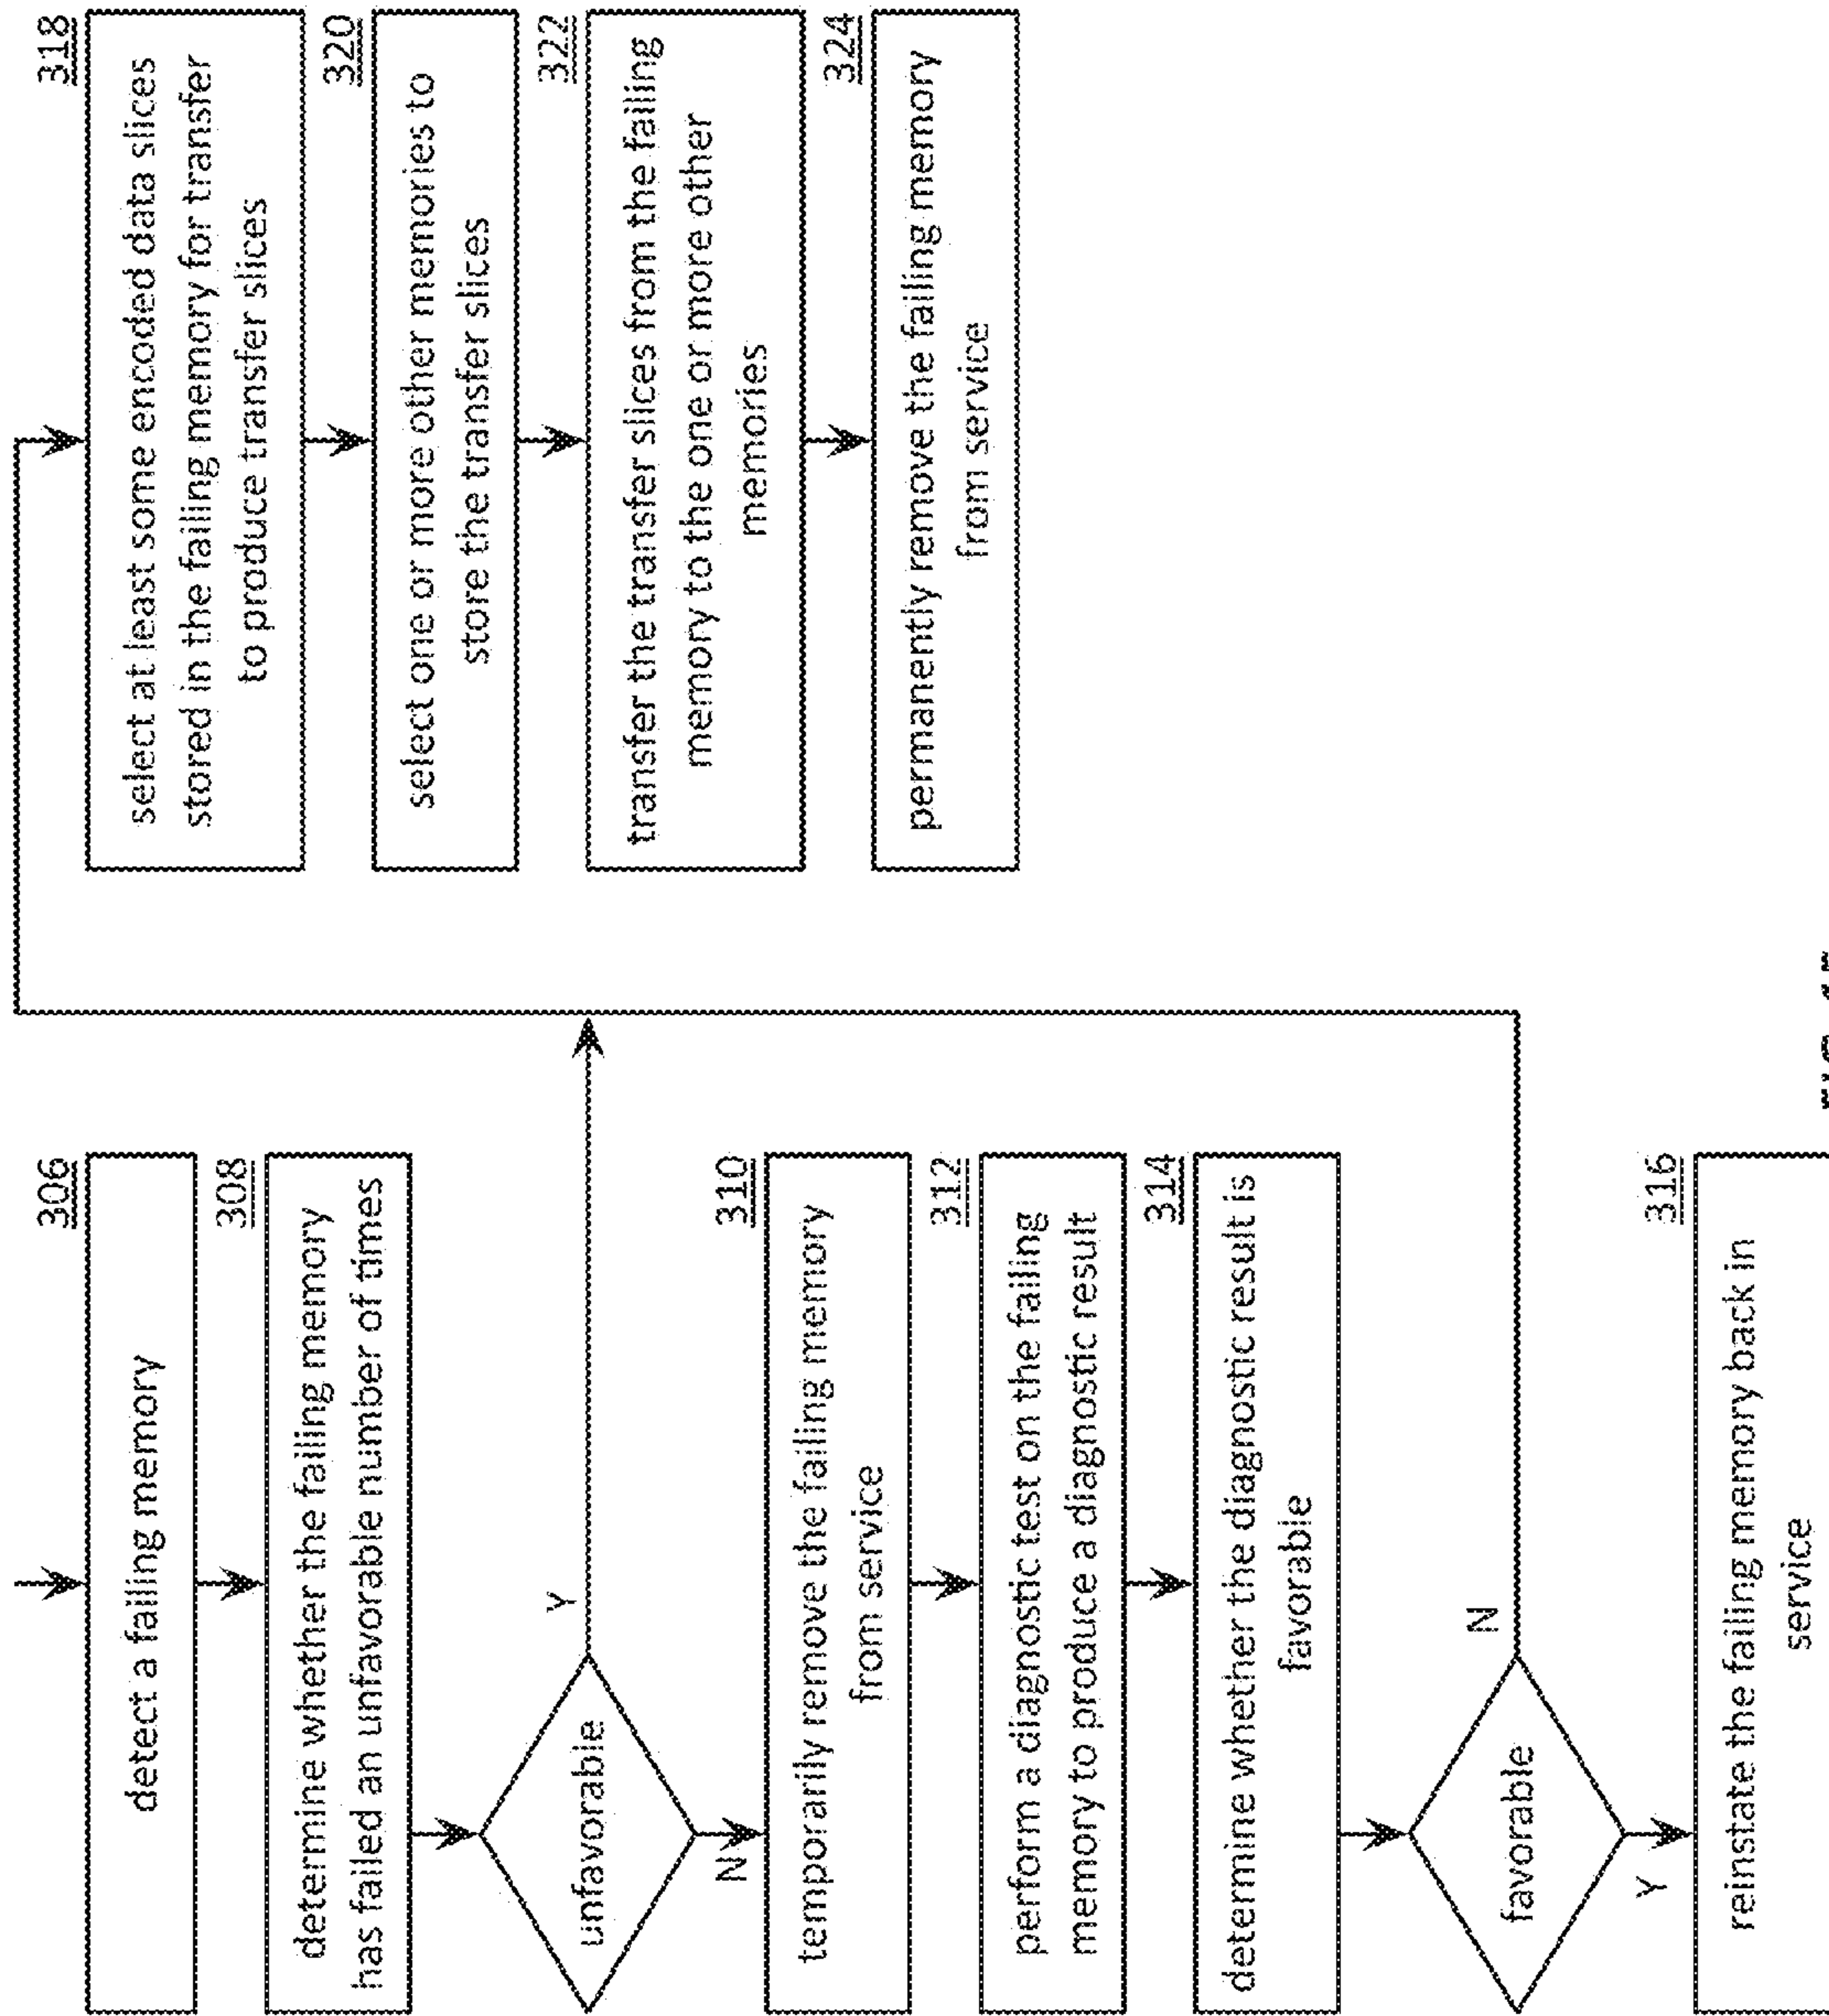 306
detect a failing memory
308
determine whether the failing memory
has failed an unfavorable number of times
unfavorable
Y
N
310
temporarily remove the failing memory
from service
312
perform a diagnostic test on the failing
memory to produce a diagnostic result
314
determine whether the diagnostic result is
favorable
favorable
N
Y
316
reinstate the failing memory back in
service
318
select at least some encoded data slices
stored in the failing memory for transfer
to produce transfer slices
320
select one or more other memories to
store the transfer slices
322
transfer the transfer slices from the failing
memory to the one or more other
memories
324
permanently remove the failing memory
from service